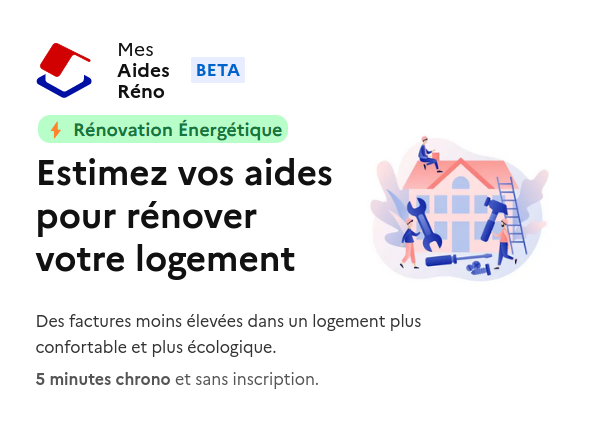 Mes
Aides
Réno
BETA
Rénovation Énergétique
Estimez vos aides
pour rénover
votre logement
Des factures moins élevées dans un logement plus
confortable et plus écologique.
5 minutes chrono et sans inscription.